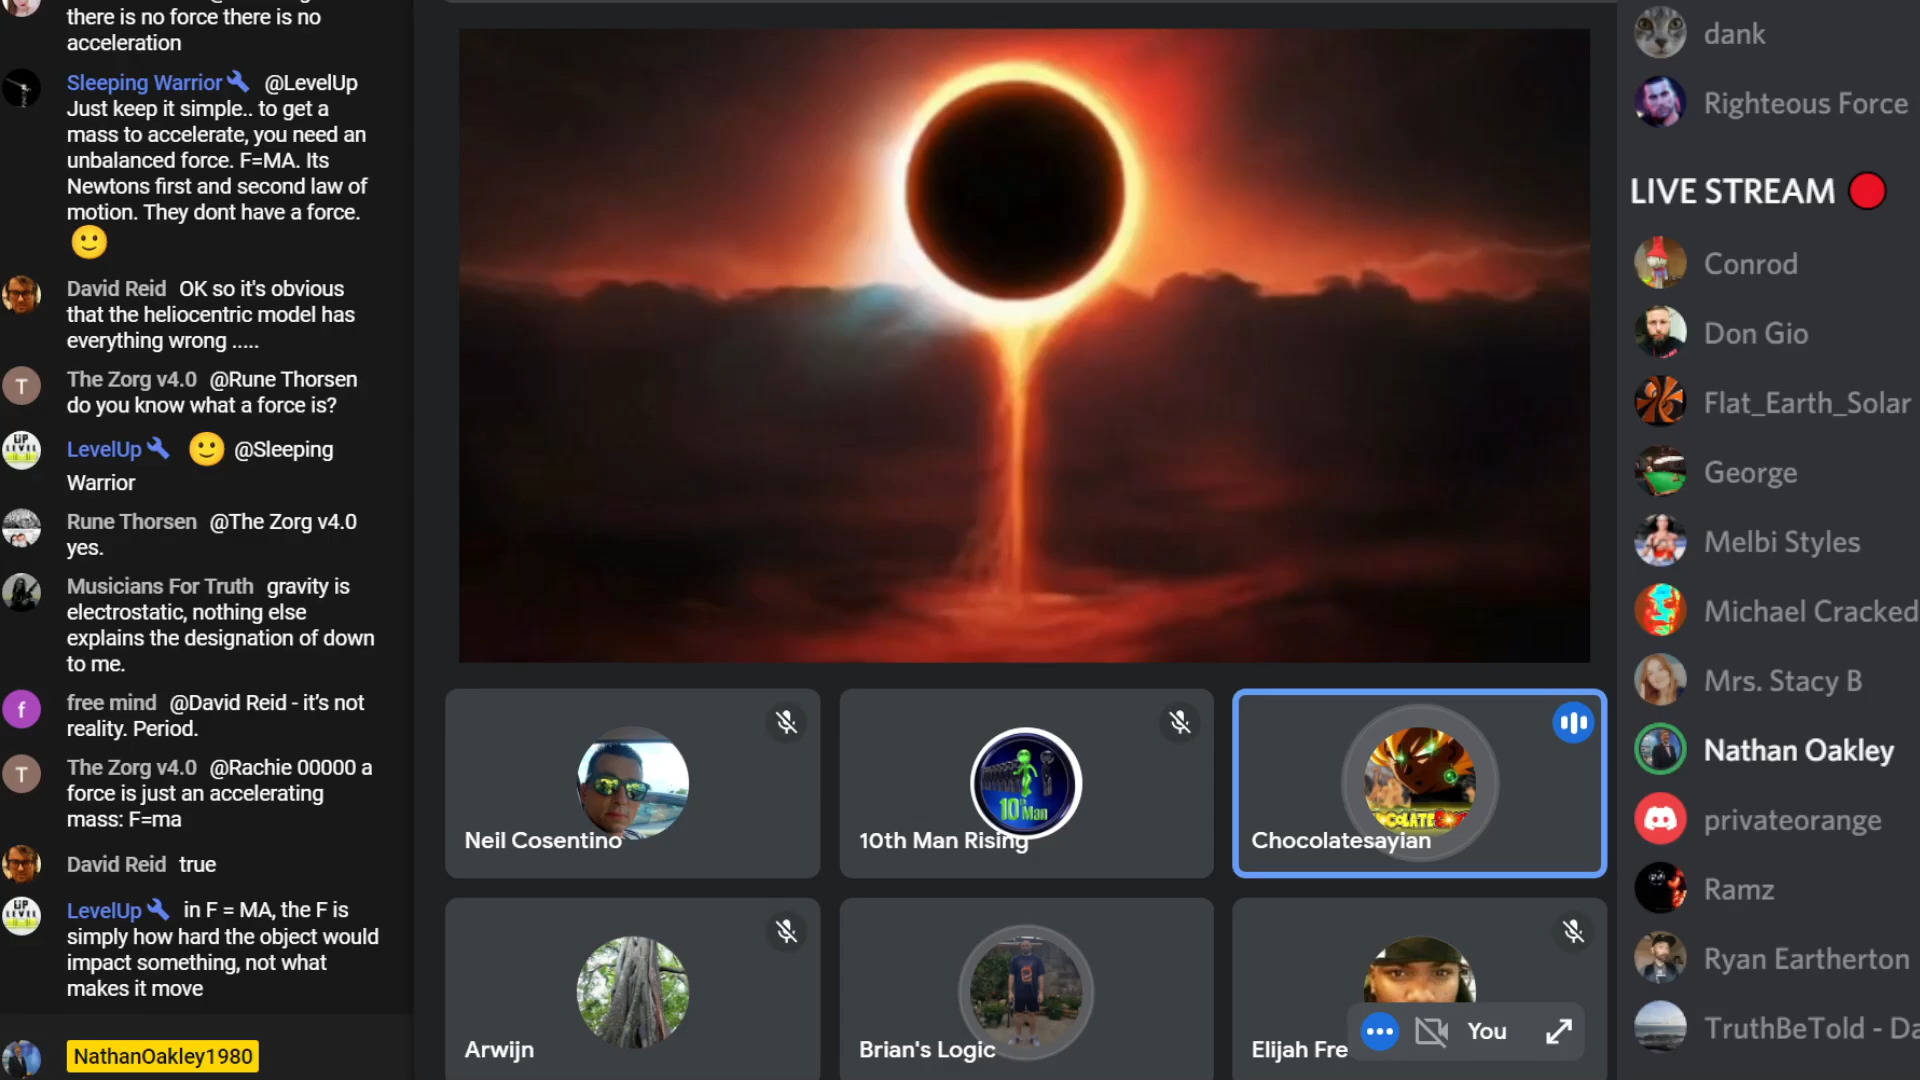 there is no force there is no
acceleration
Sleeping Warrior @LevelUp
Just keep it simple.. to get a
mass to accelerate, you need an
unbalanced force. F=MA. Its
Newtons first and second law of
motion. They dont have a force.
David Reid OK so it's obvious
that the heliocentric model has
everything wrong .....
T The Zorg v4.0 @Rune Thorsen
do you know what a force is?
UP LEVEL LevelUp @Sleeping
Warrior
Rune Thorsen @The Zorg v4.0
yes.
Musicians For Truth gravity is
electrostatic, nothing else
explains the designation of down
to me.
f free mind @David Reid - it's not
reality. Period.
T The Zorg v4.0 @Rachie 00000 a
force is just an accelerating
mass: F=ma
David Reid true
UP LEVEL LevelUp in F = MA, the F is
simply how hard the object would
impact something, not what
makes it move
NathanOakley1980
Neil Cosentino
10th Man
10th Man Rising
Chocolatesayian
Arwijn
Brian's Logic
Elijah Fre
You
dank
Righteous Force
LIVE STREAM
Conrod
Don Gio
Flat_Earth_Solar
George
Melbi Styles
Michael Cracked
Mrs. Stacy B
Nathan Oakley
privateorange
Ramz
Ryan Eartherton
TruthBeTold - Da